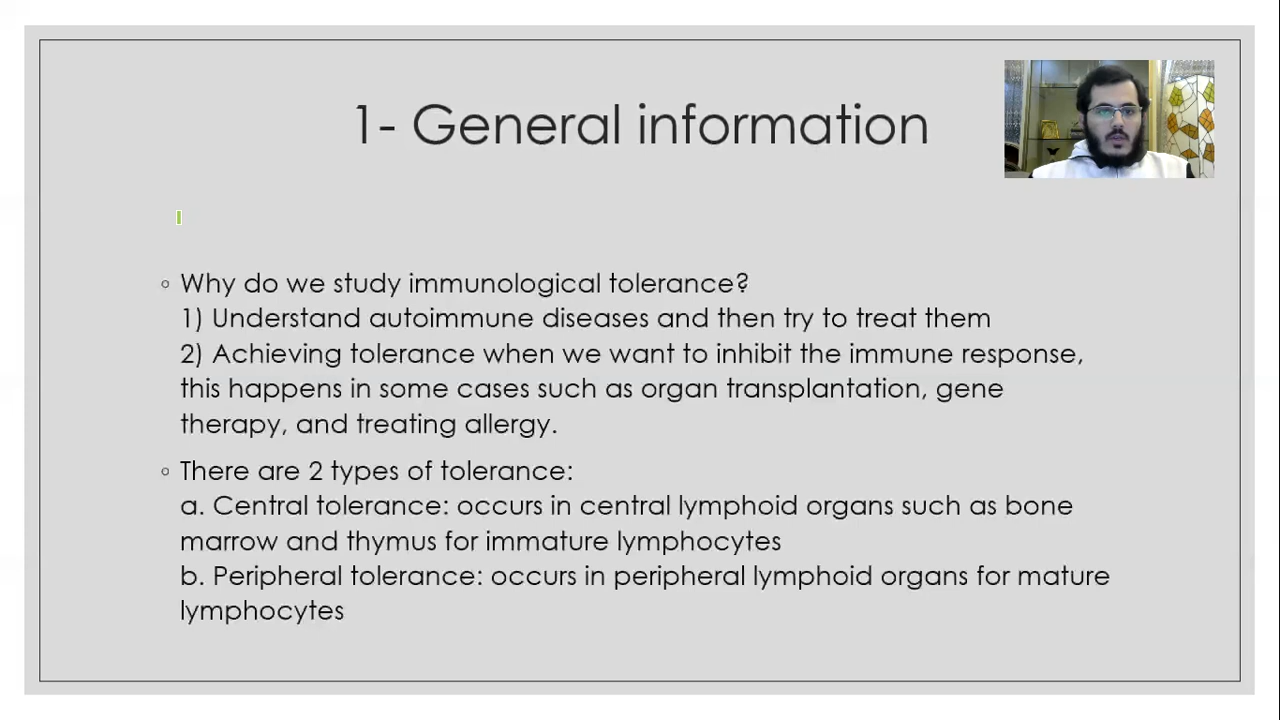 1- General information
Why do we study immunological tolerance?
1) Understand autoimmune diseases and then try to treat them
2) Achieving tolerance when we want to inhibit the immune response,
this happens in some cases such as organ transplantation, gene
therapy, and treating allergy.
There are 2 types of tolerance:
a. Central tolerance: occurs in central lymphoid organs such as bone
marrow and thymus for immature lymphocytes
b. Peripheral tolerance: occurs in peripheral lymphoid organs for mature
lymphocytes